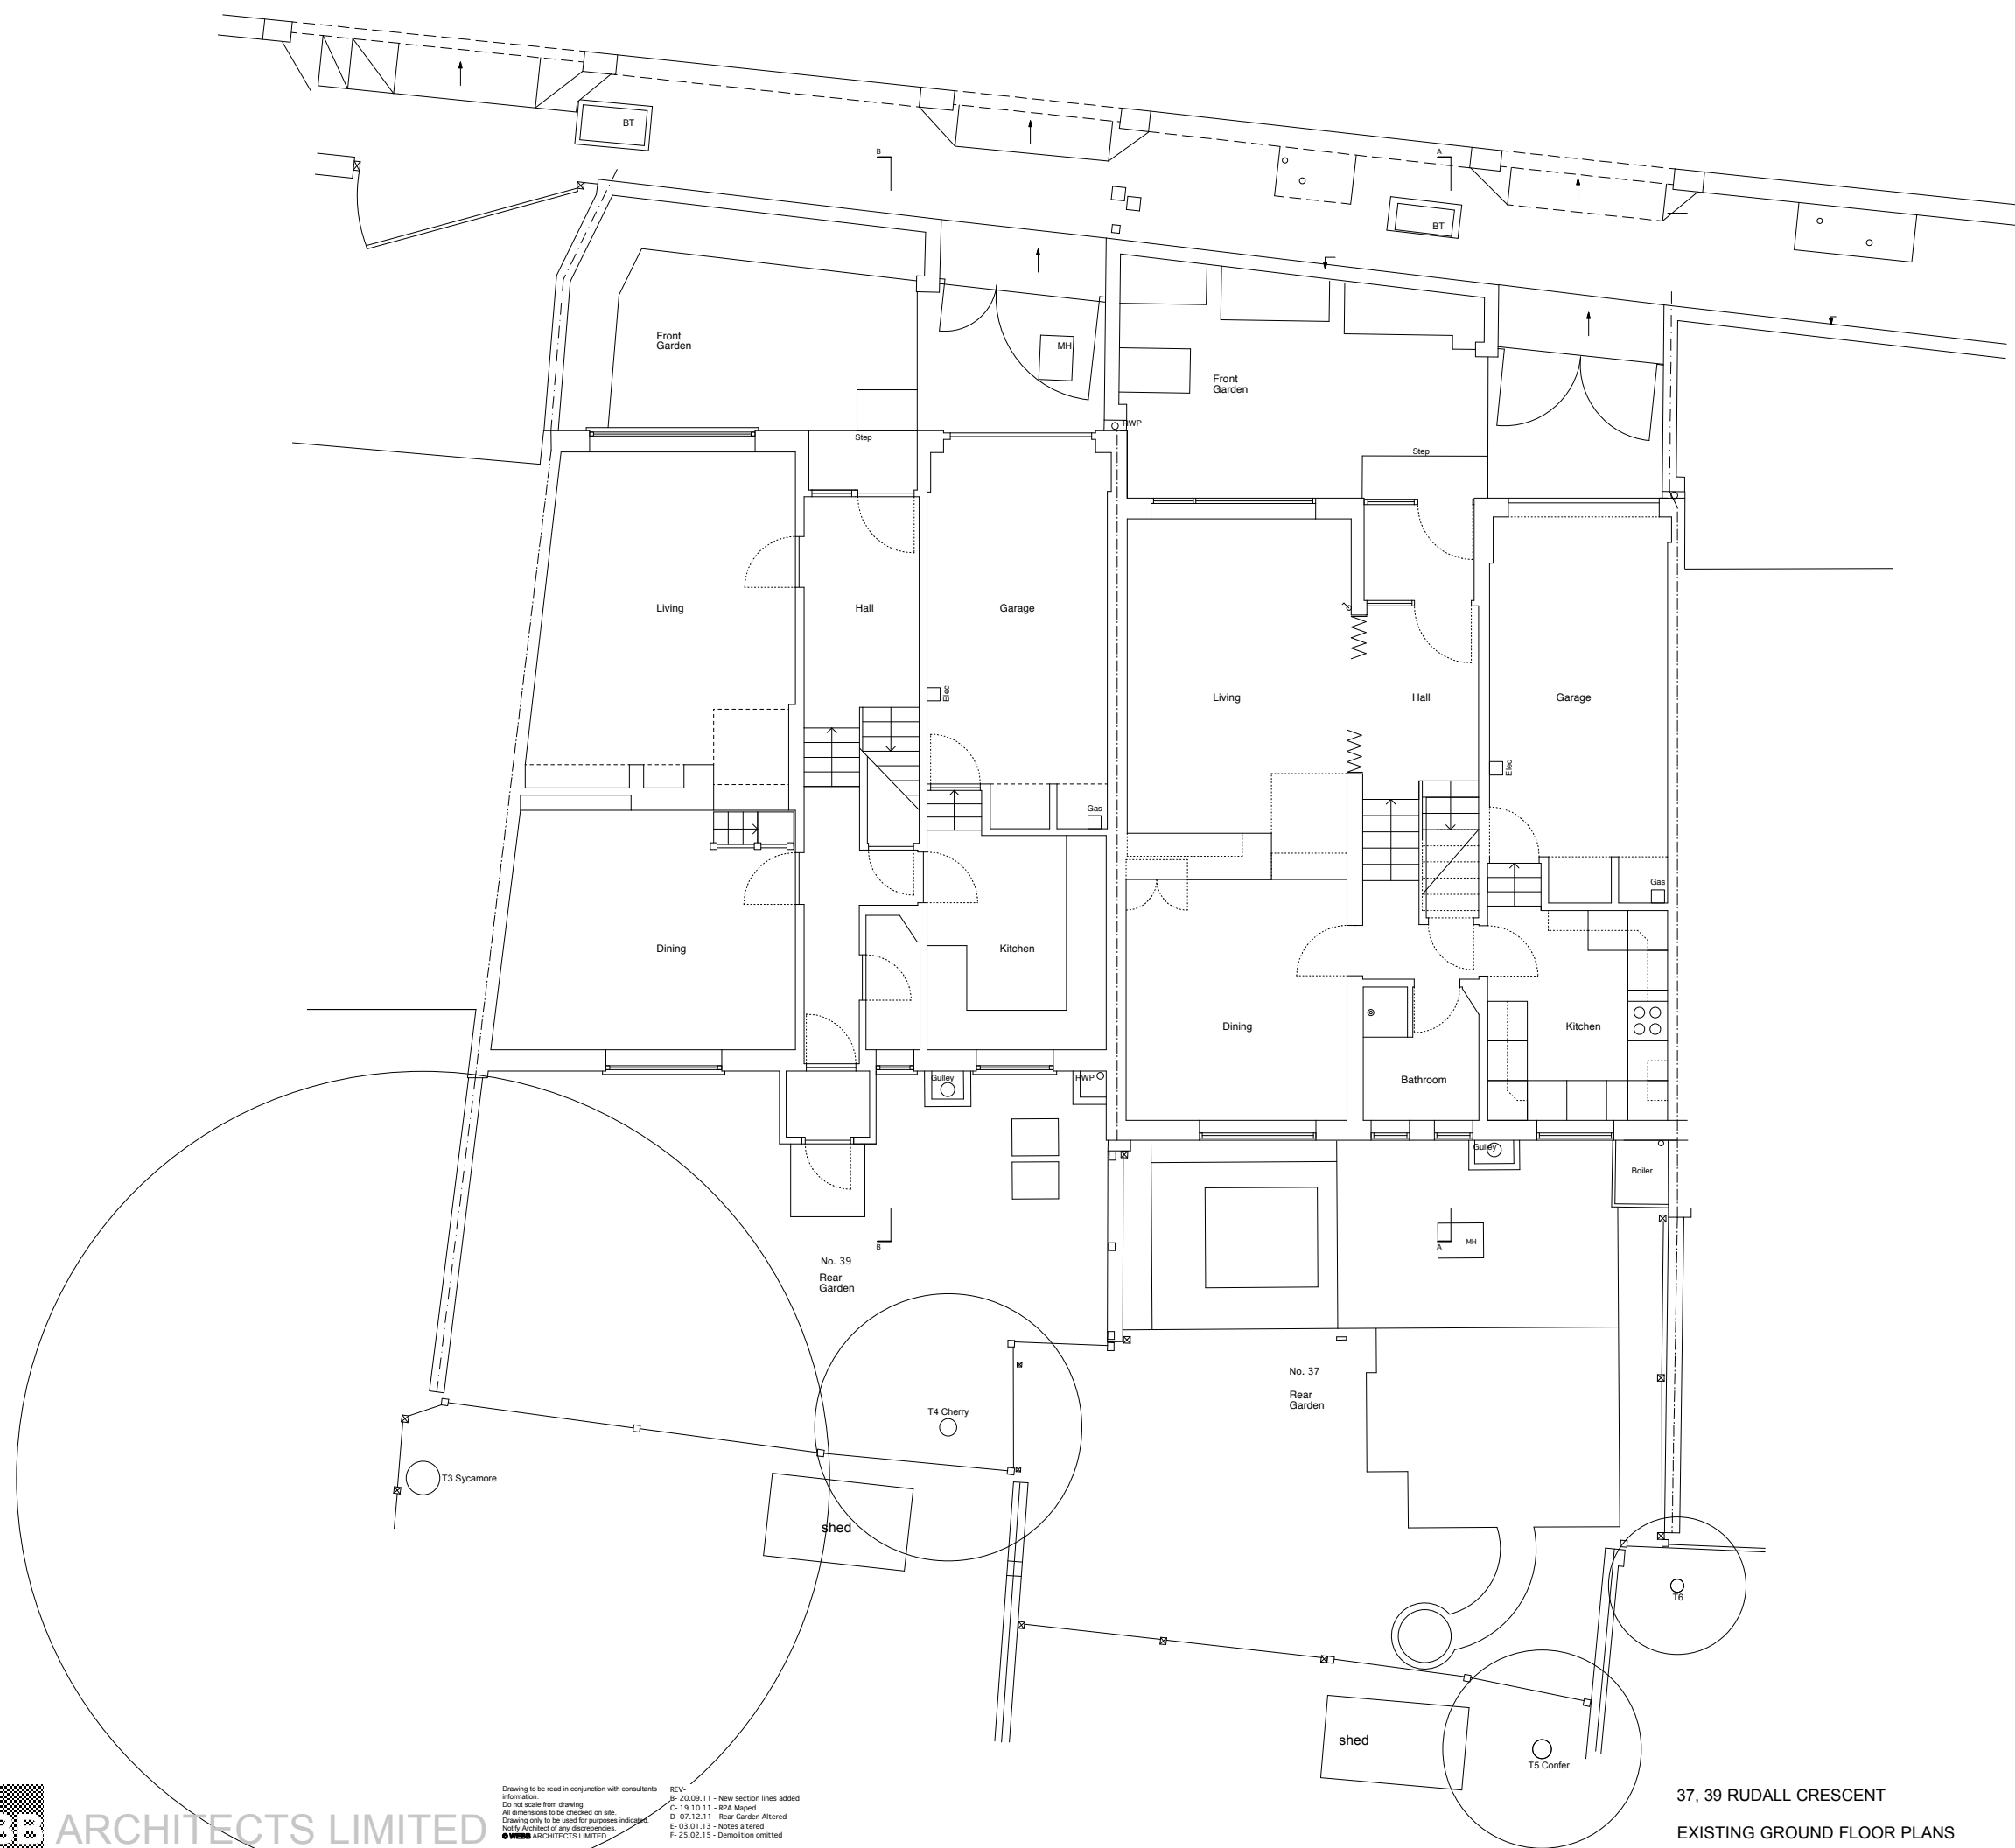 BT
B
A
BT
Front
Garden
MH
Front
Garden
RWP
Step
Step
Living
Hall
Garage
Elec
Living
Hall
Garage
Elec
Gas
Gas
Dining
Kitchen
Dining
Kitchen
Bathroom
Gulley
RWP
Gulley
Boiler
B
A
MH
No. 39
Rear
Garden
No. 37
Rear
Garden
T4 Cherry
T3 Sycamore
shed
T6
shed
T5 Confer
ARCHITECTS LIMITED
Drawing to be read in conjunction with consultants
information.
Do not scale from drawing.
All dimensions to be checked on site.
Drawing only to be used for purposes indicated.
Notify Architect of any discrepencies.
© WEBB ARCHITECTS LIMITED
REV-
B- 20.09.11 - New section lines added
C- 19.10.11 - RPA Maped
D- 07.12.11 - Rear Garden Altered
E- 03.01.13 - Notes altered
F- 25.02.15 - Demolition omitted
37, 39 RUDALL CRESCENT
EXISTING GROUND FLOOR PLANS